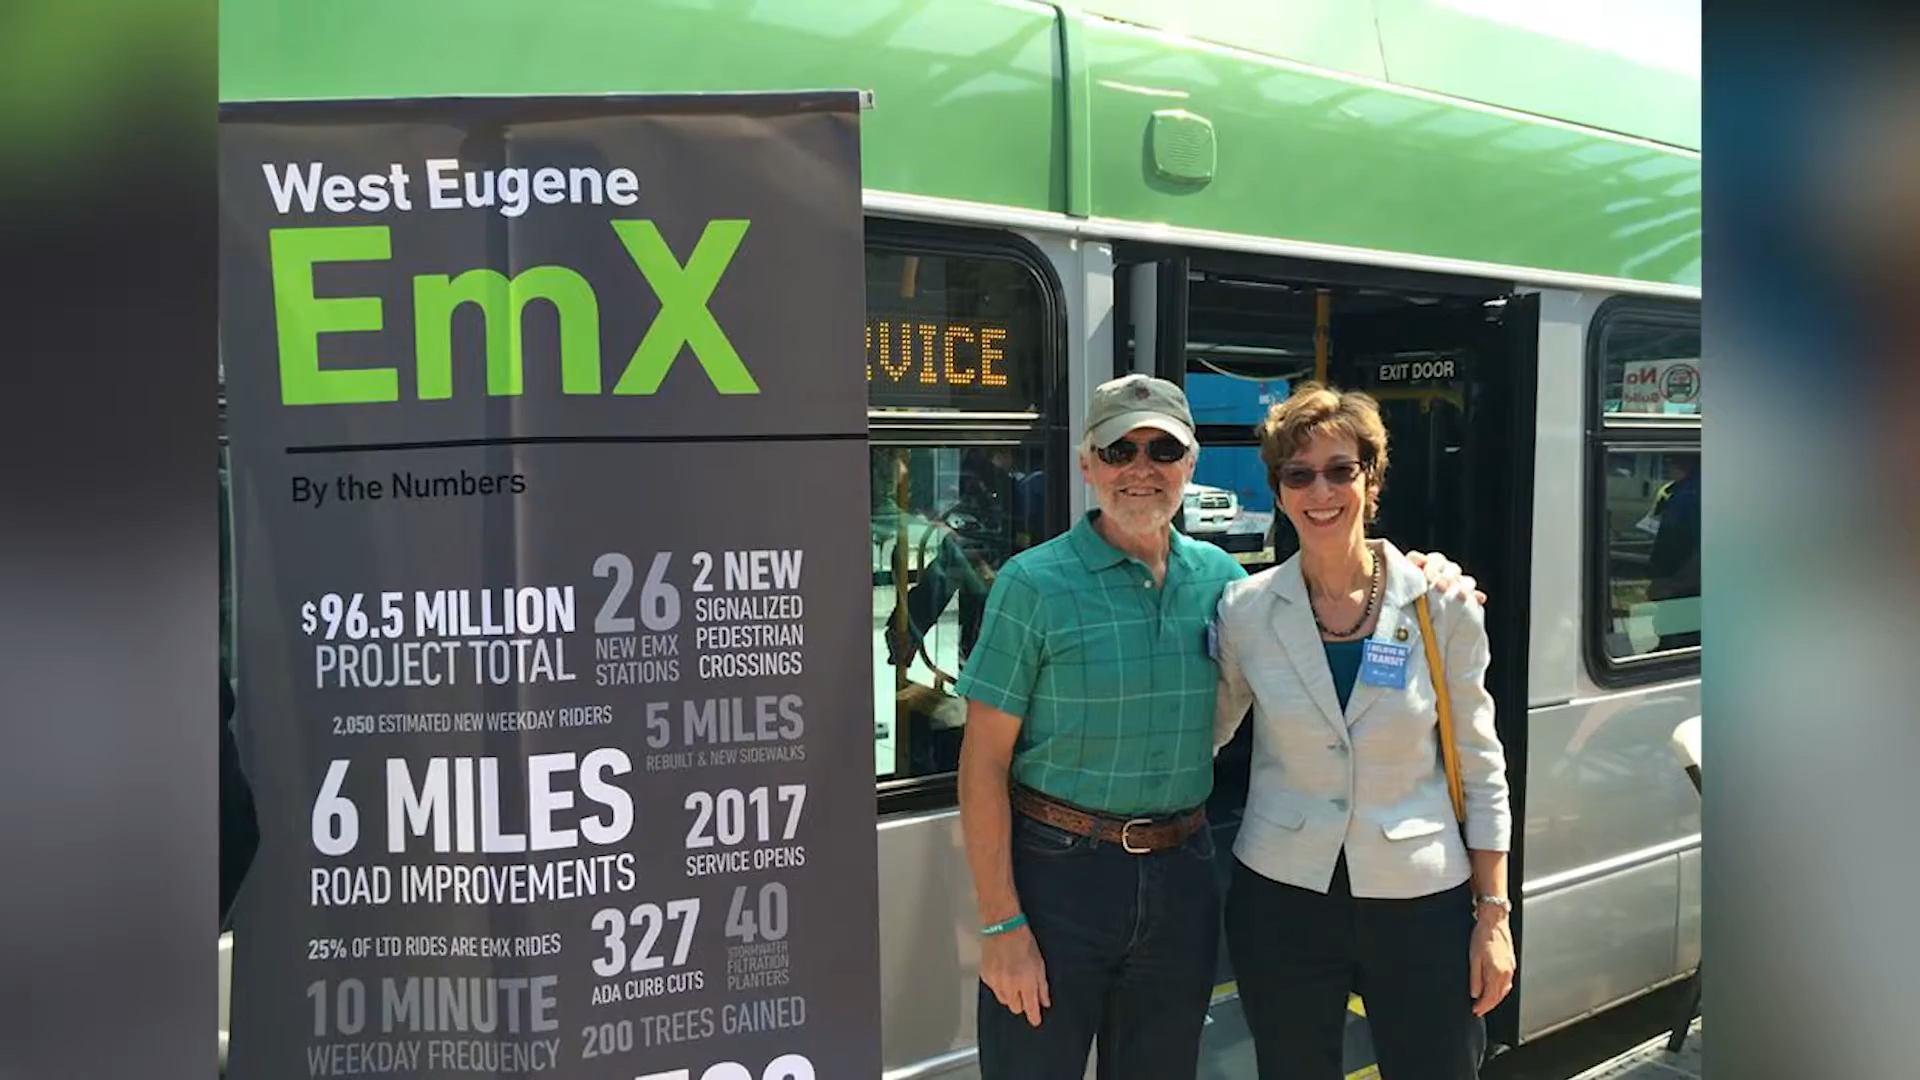 West Eugene
EmX
By the Numbers
$96.5 MILLION
PROJECT TOTAL
26
NEW EMX
STATIONS
2 NEW
SIGNALIZED
PEDESTRIAN
CROSSINGS
2,050 ESTIMATED NEW WEEKDAY RIDERS
5 MILES
REBUILT & NEW SIDEWALKS
6 MILES
ROAD IMPROVEMENTS
2017
SERVICE OPENS
25% OF LTD RIDES ARE EMX RIDES
327
ADA CURB CUTS
40
STORMWATER
FILTRATION
PLANTERS
10 MINUTE
WEEKDAY FREQUENCY
200 TREES GAINED
VICE
EXIT DOOR
I BELIEVE IN
TRANSIT
No